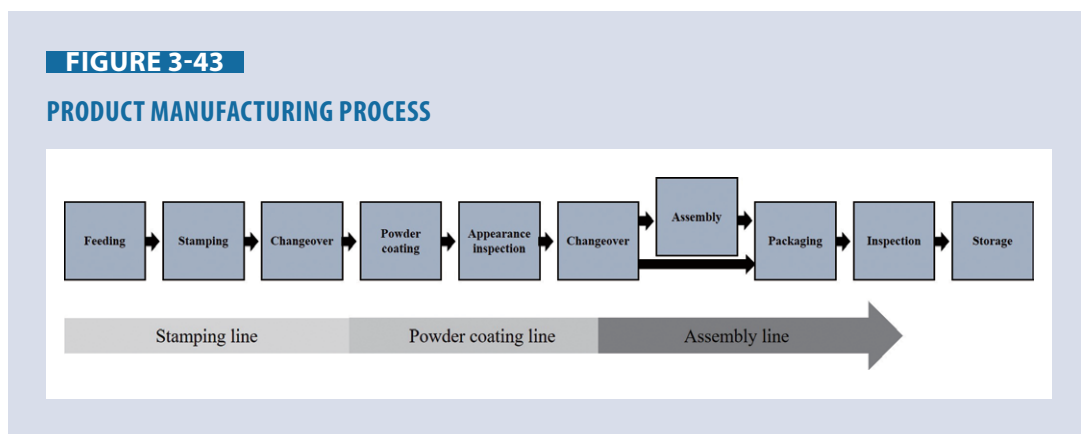 FIGURE 3-43
PRODUCT MANUFACTURING PROCESS
Feeding
Stamping
Changeover
Powder
coating
Appearance
inspection
Changeover
Assembly
Packaging
Inspection
Storage
Stamping line
Powder coating line
Assembly line